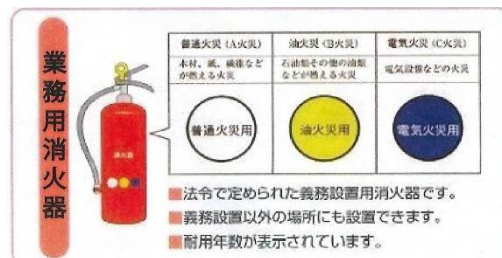 業務用消火器
普通火災（A火災）
木材、紙、繊維など
が燃える火災
普通火災用
油火災（B火災）
石油類その他の油類
などが燃える火災
油火災用
電気火災（C火災）
電気設備などの火災
電気火災用
消火器
■法令で定められた義務設置用消火器です。
■義務設置以外の場所にも設置できます。
■耐用年数が表示されています。